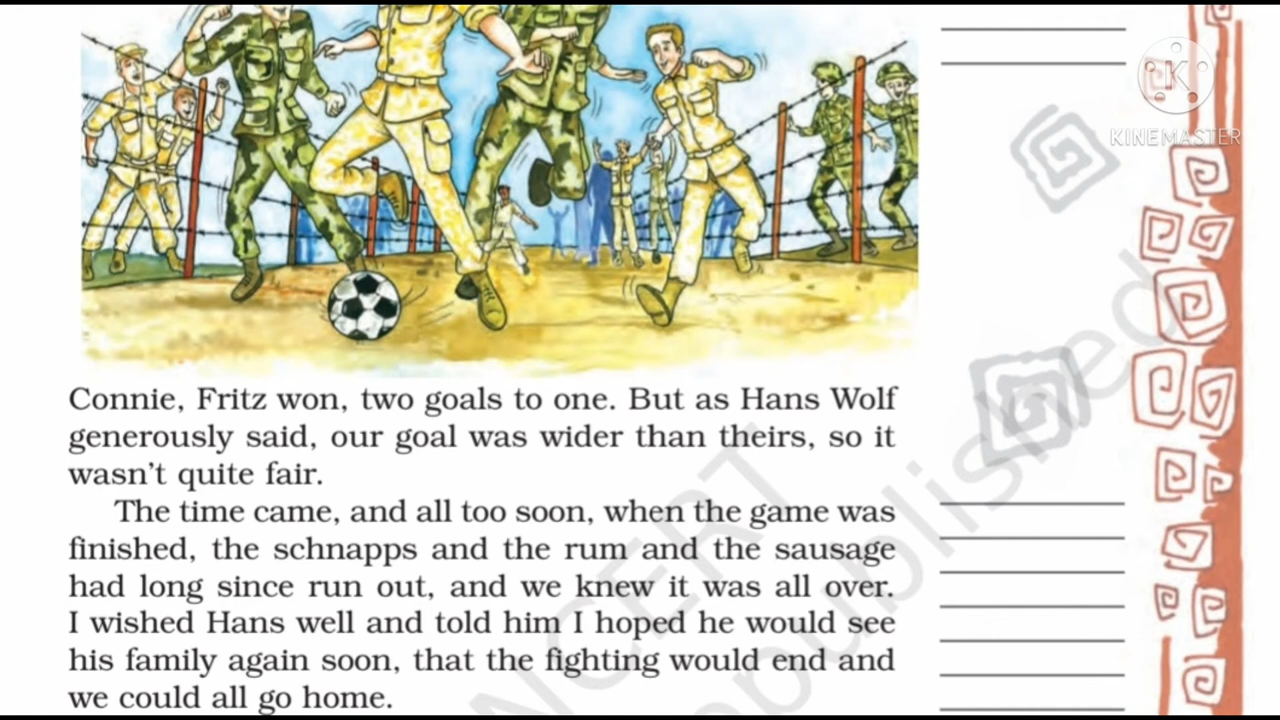 KINEMASTER
Connie, Fritz won, two goals to one. But as Hans Wolf
generously said, our goal was wider than theirs, so it
wasn't quite fair.
The time came, and all too soon, when the game was
finished, the schnapps and the rum and the sausage
had long since run out, and we knew it was all over.
I wished Hans well and told him I hoped he would see
his family again soon, that the fighting would end and
we could all go home.
NCERT
republished